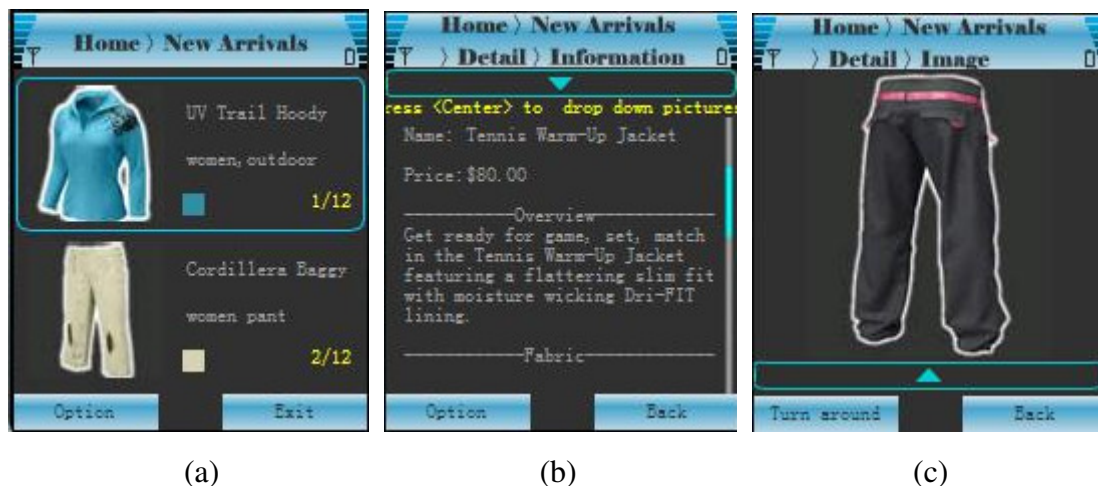 Home 〉 New Arrivals
UV Trail Hoody
women, outdoor
1/12
Cordillera Baggy
women pant
2/12
Option Exit
(a)
Home 〉 New Arrivals
〉 Detail 〉 Information
ress <Center> to drop down pictures
Name: Tennis Warm-Up Jacket
Price:$80.00
Overview
Get ready for game, set, match
in the Tennis Warm-Up Jacket
featuring a flattering slim fit
with moisture wicking Dri-FIT
lining.
Fabric
Option Back
(b)
Home 〉 New Arrivals
〉 Detail 〉 Image
Turn around Back
(c)